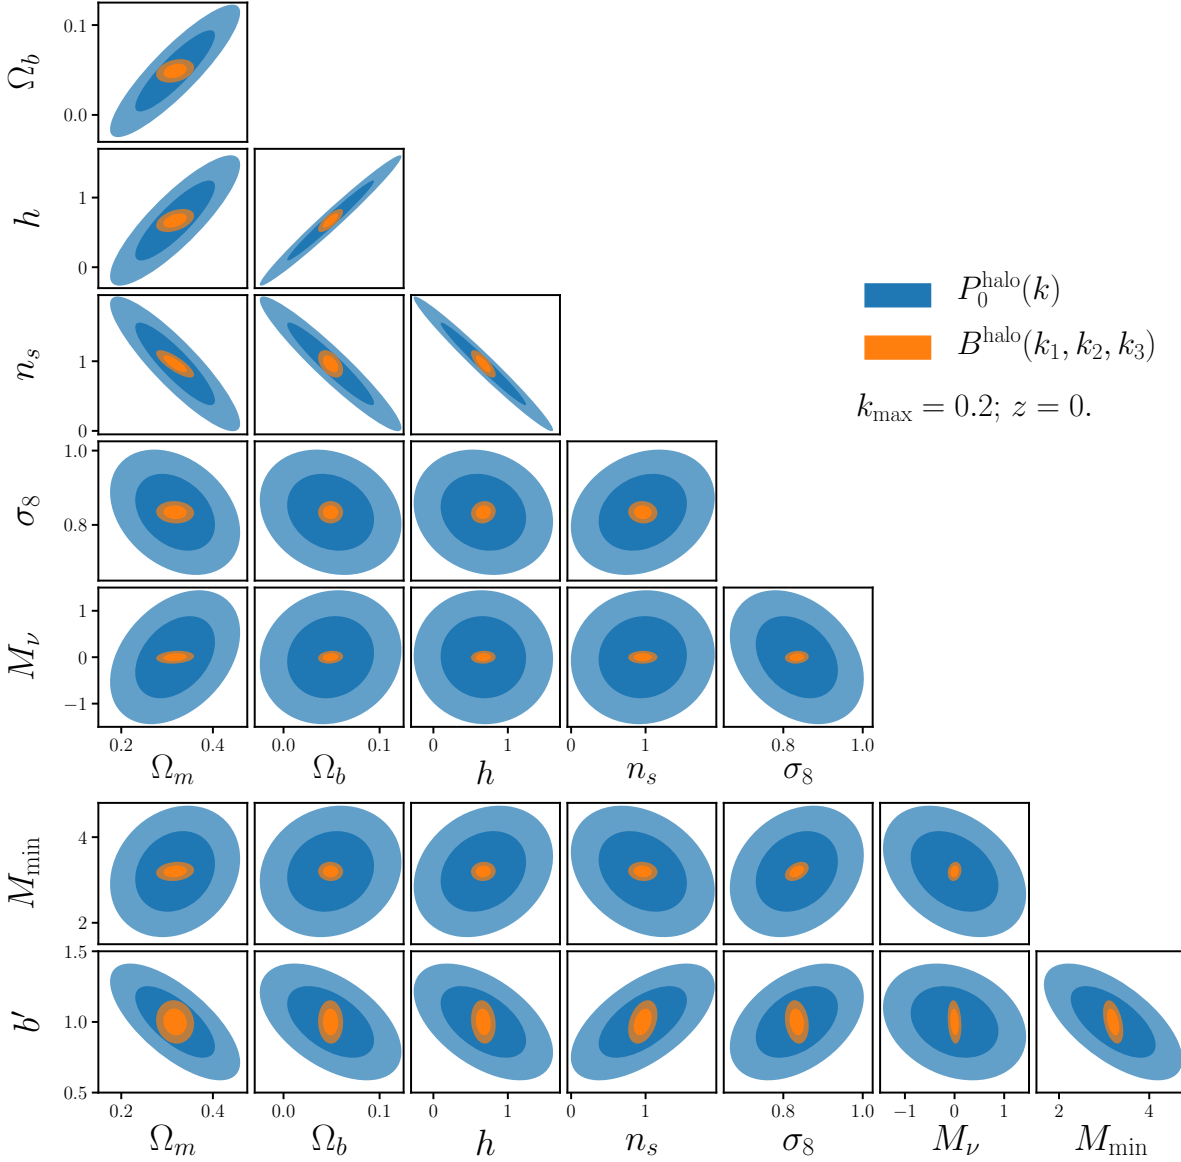 Ω_b
0.1
0.0
h
1
0
n_s
1
0
P_0^halo(k)
B^halo(k_1, k_2, k_3)
k_max = 0.2; z = 0.
σ_8
1.0
0.8
M_ν
1
0
−1
0.2 0.4 0.0 0.1 0 1 0 1 0.8 1.0
Ω_m Ω_b h n_s σ_8
M_min
4
2
b′
1.5
1.0
0.5
0.2 0.4 0.0 0.1 0 1 0 1 0.8 1.0 −1 0 1 2 4
Ω_m Ω_b h n_s σ_8 M_ν M_min